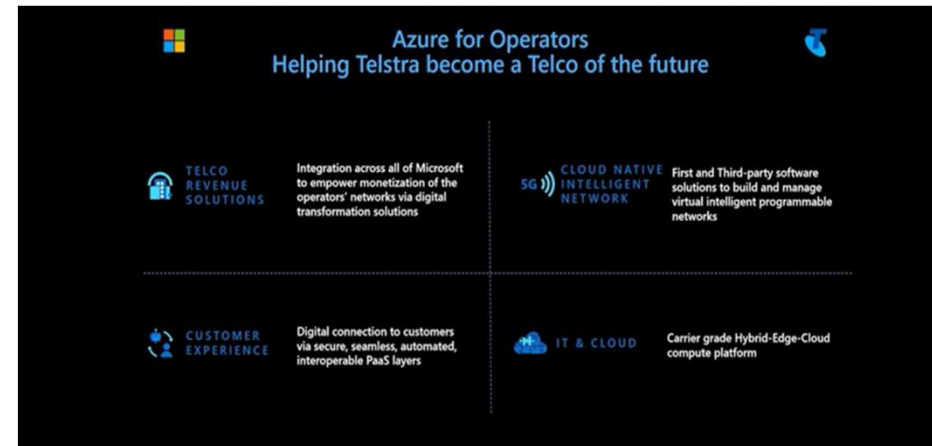 Azure for Operators
Helping Telstra become a Telco of the future
TELCO
REVENUE
SOLUTIONS
Integration across all of Microsoft
to empower monetization of the
operators' networks via digital
transformation solutions
5G
CLOUD NATIVE
INTELLIGENT
NETWORK
First and Third-party software
solutions to build and manage
virtual intelligent programmable
networks
CUSTOMER
EXPERIENCE
Digital connection to customers
via secure, seamless, automated,
interoperable PaaS layers
IT & CLOUD
Carrier grade Hybrid-Edge-Cloud
compute platform